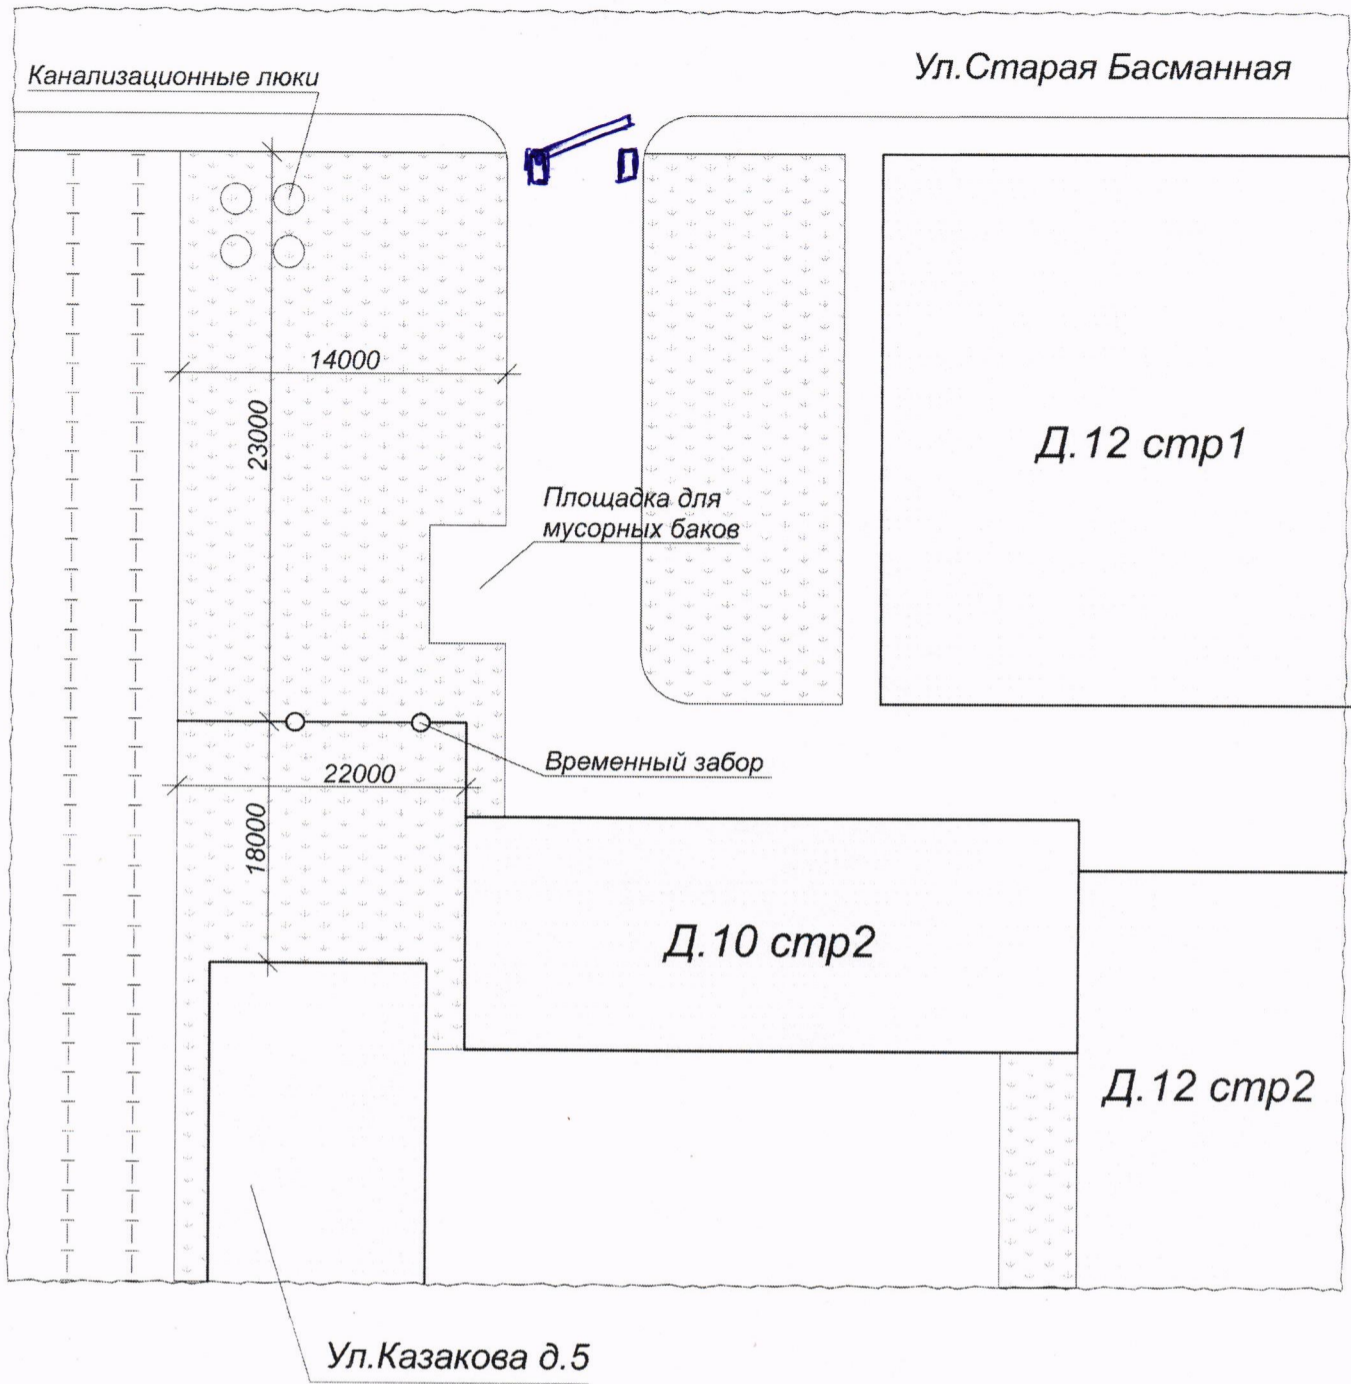 Ул.Старая Басманная
Канализационные люки
14000
23000
Д.12 стр1
Площадка для
мусорных баков
Временный забор
22000
18000
Д.10 стр2
Д.12 стр2
Ул.Казакова д.5